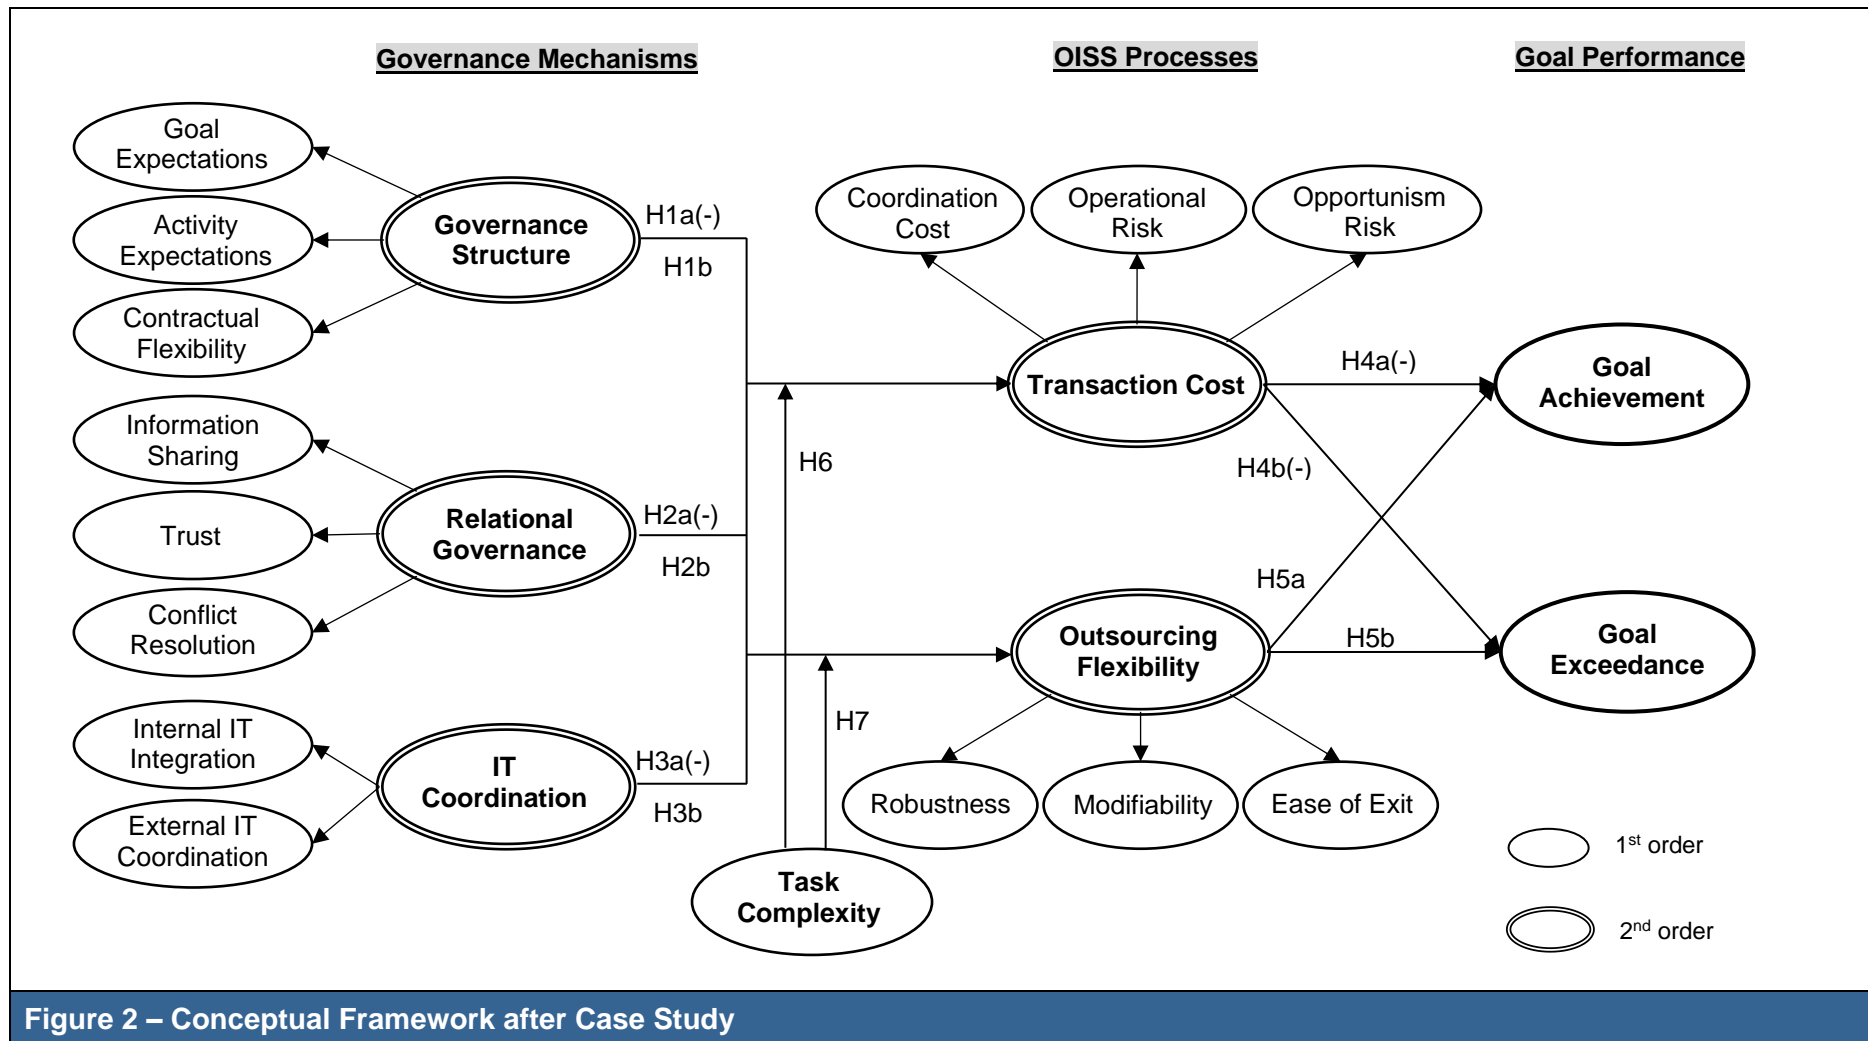 Governance Mechanisms
OISS Processes
Goal Performance
Goal
Expectations
Activity
Expectations
Contractual
Flexibility
Governance
Structure
H1a(-)
H1b
Information
Sharing
Trust
Conflict
Resolution
Relational
Governance
H2a(-)
H2b
Internal IT
Integration
External IT
Coordination
IT
Coordination
H3a(-)
H3b
Task
Complexity
H6
H7
Coordination
Cost
Operational
Risk
Opportunism
Risk
Transaction Cost
H4a(-)
H4b(-)
Outsourcing
Flexibility
H5a
H5b
Robustness
Modifiability
Ease of Exit
Goal
Achievement
Goal
Exceedance
1st order
2nd order
Figure 2 – Conceptual Framework after Case Study